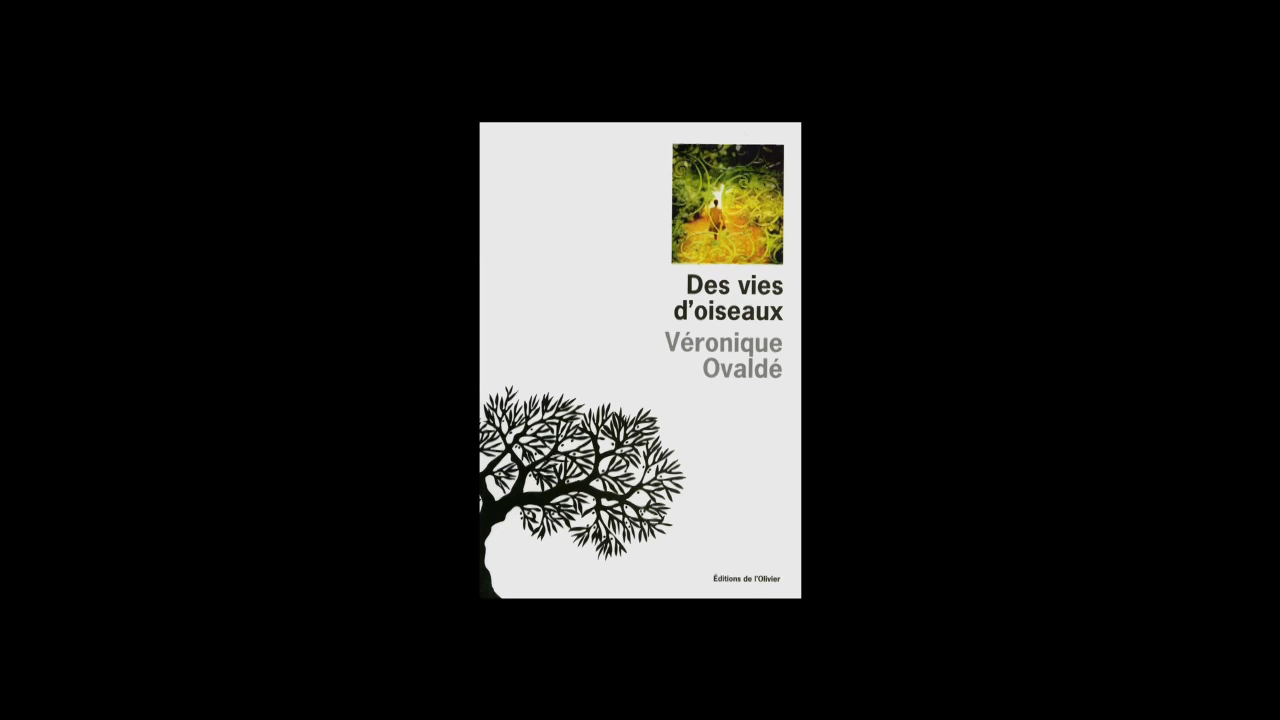 Des vies
d'oiseaux
Véronique
Ovaldé
Éditions de l'Olivier